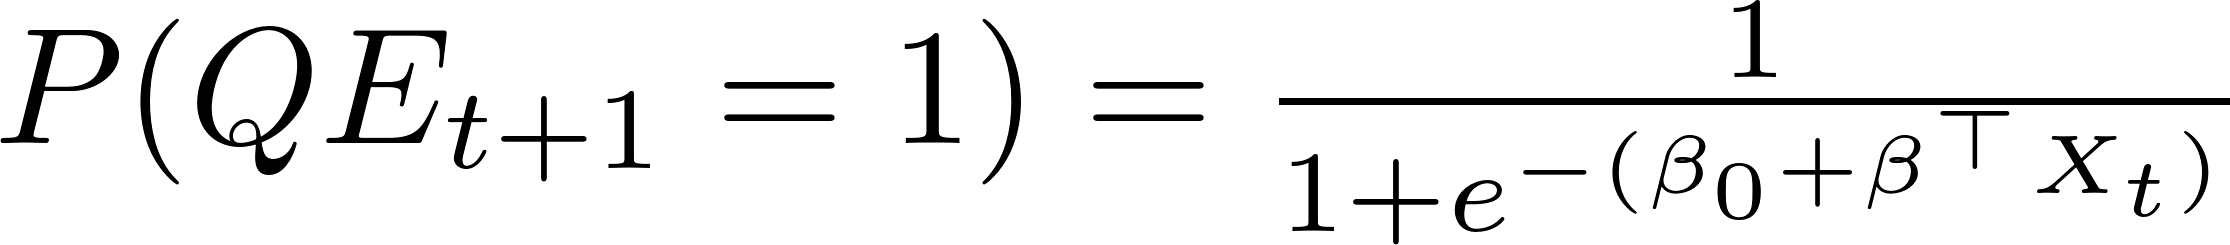 $P(QE_{t+1} = 1) = \frac{1}{1+e^{-(\beta_0+\beta^\top x_t)}}$